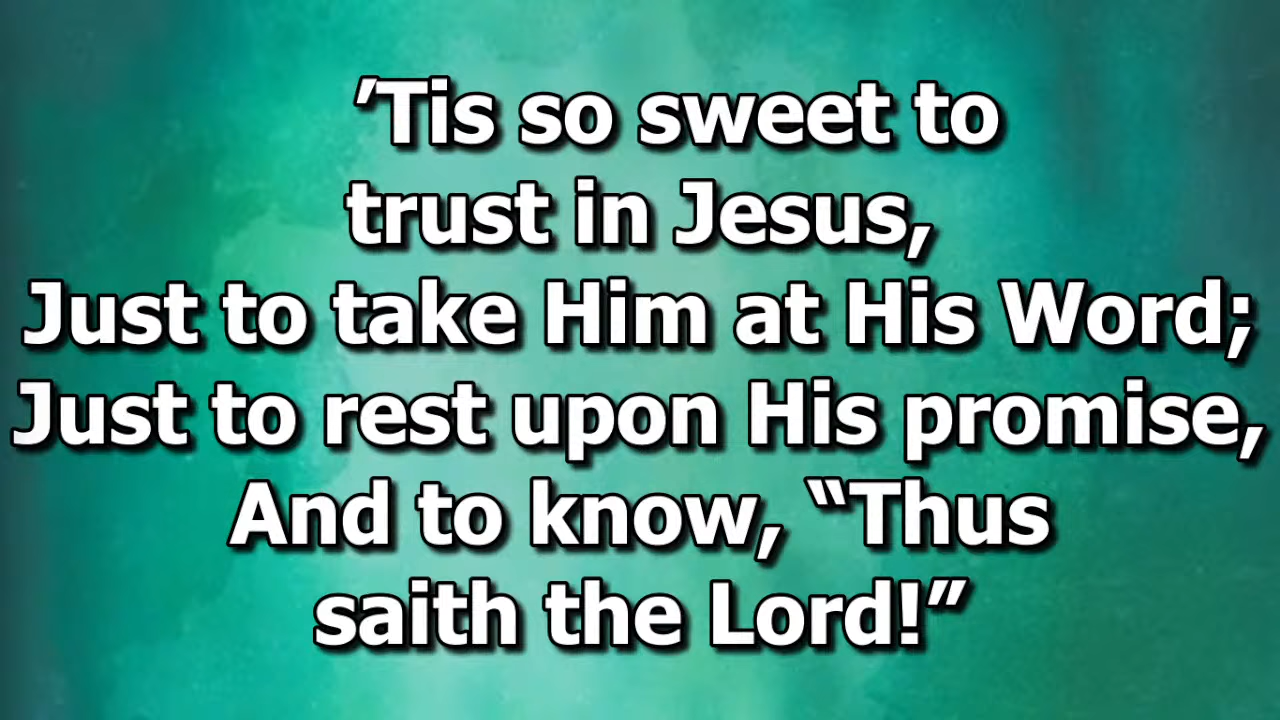 ’Tis so sweet to
trust in Jesus,
Just to take Him at His Word;
Just to rest upon His promise,
And to know, “Thus
saith the Lord!”